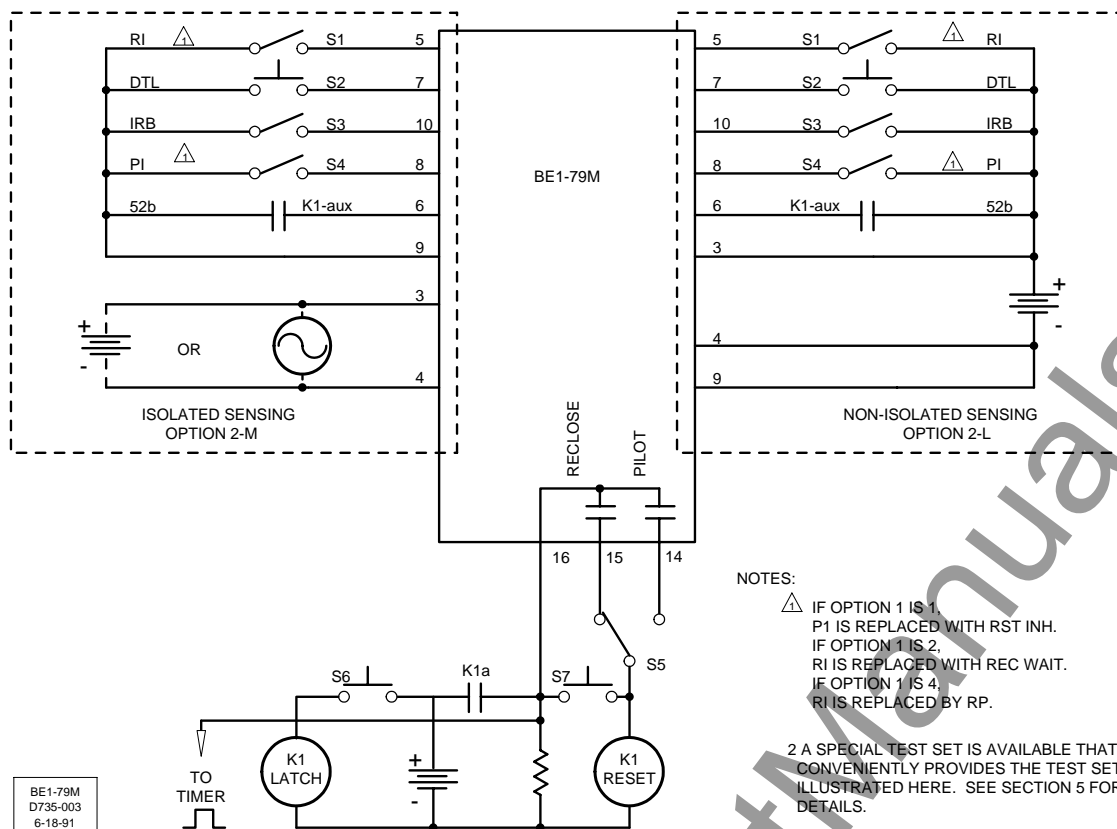 RI 1 S1 5
DTL S2 7
IRB S3 10
PI 1 S4 8
52b K1-aux 6
9
3
+
-
OR
4
ISOLATED SENSING
OPTION 2-M
BE1-79M
5 S1 1 RI
7 S2 DTL
10 S3 IRB
8 S4 1 PI
6 K1-aux 52b
3
+
-
4
9
NON-ISOLATED SENSING
OPTION 2-L
RECLOSE
PILOT
16 15 14
S5
S6 K1a S7
K1
LATCH
+
-
K1
RESET
TO
TIMER
BE1-79M
D735-003
6-18-91
NOTES:
1 IF OPTION 1 IS 1,
P1 IS REPLACED WITH RST INH.
IF OPTION 1 IS 2,
RI IS REPLACED WITH REC WAIT.
IF OPTION 1 IS 4,
RI IS REPLACED BY RP.
2 A SPECIAL TEST SET IS AVAILABLE THAT
CONVENIENTLY PROVIDES THE TEST SET
ILLUSTRATED HERE. SEE SECTION 5 FOR
DETAILS.